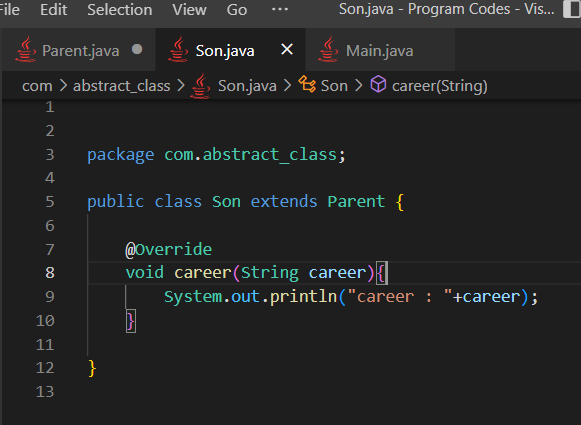 File Edit Selection View Go ··· Son.java - Program Codes - Vis...
Parent.java ● Son.java × Main.java
com > abstract_class > Son.java > Son > career(String)
1
2
3 package com.abstract_class;
4
5 public class Son extends Parent {
6
7 @Override
8 void career(String career){
9 System.out.println("career : "+career);
10 }
11
12 }
13